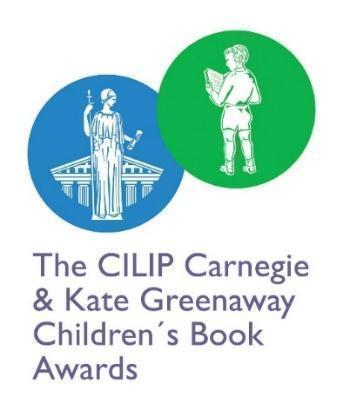 The CILIP Carnegie
& Kate Greenaway
Children´s Book
Awards